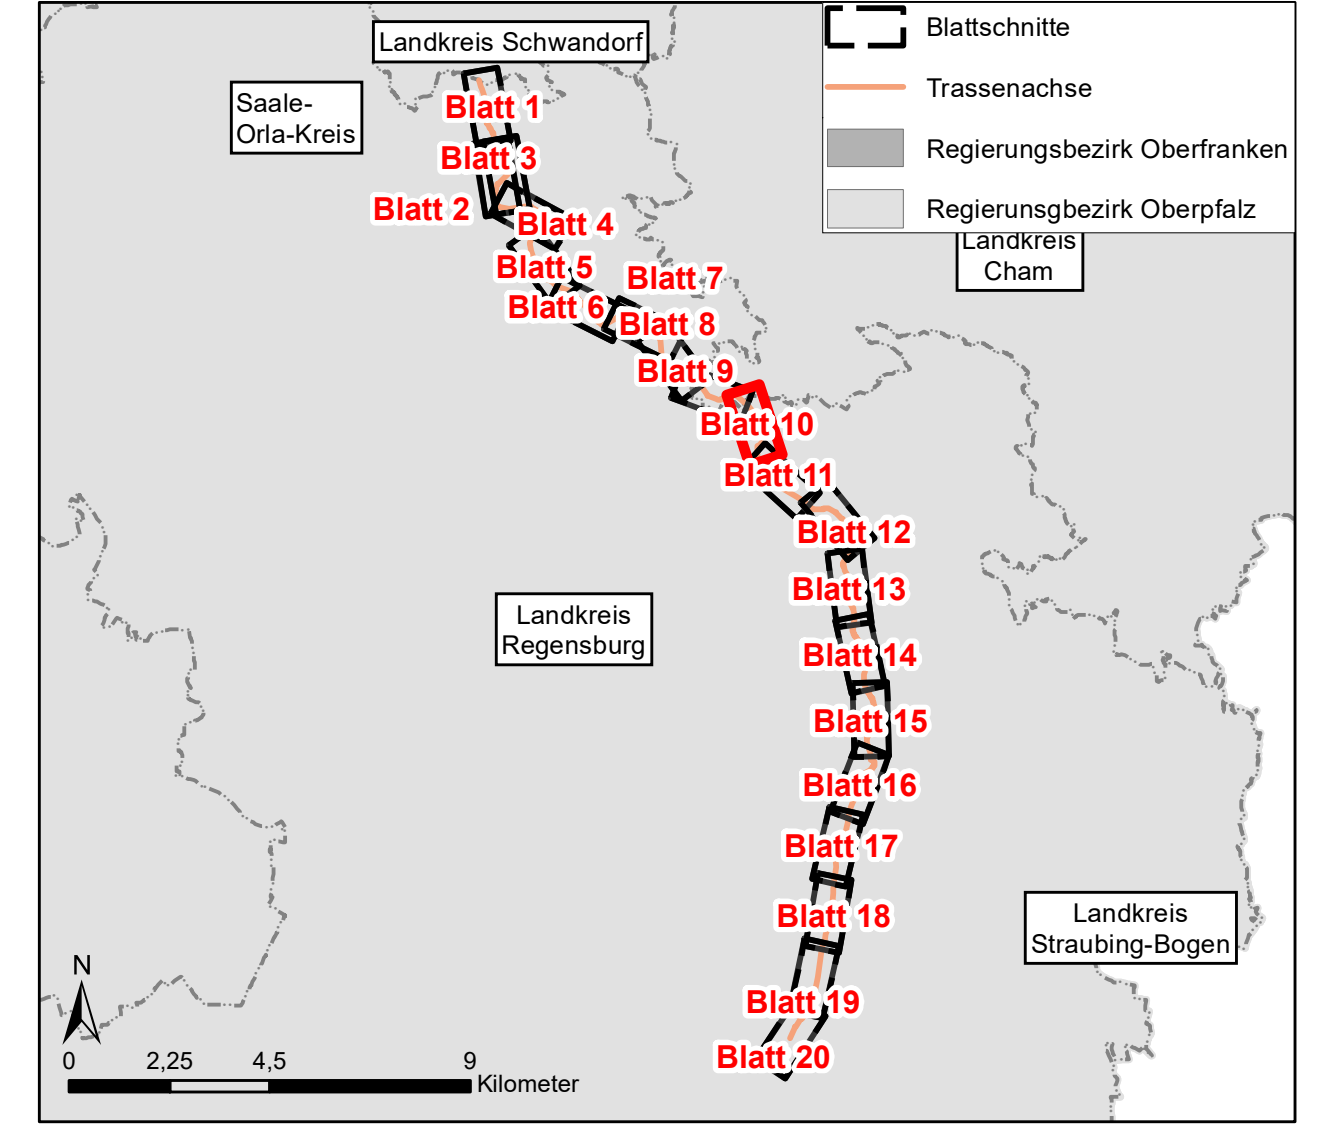 Landkreis Schwandorf
Saale-
Orla-Kreis
Blattschnitte
Trassenachse
Regierungsbezirk Oberfranken
Regierunsgbezirk Oberpfalz
Landkreis
Cham
Blatt 1
Blatt 3
Blatt 2
Blatt 4
Blatt 5
Blatt 7
Blatt 6
Blatt 8
Blatt 9
Blatt 10
Blatt 11
Blatt 12
Blatt 13
Landkreis
Regensburg
Blatt 14
Blatt 15
Blatt 16
Blatt 17
Blatt 18
Landkreis
Straubing-Bogen
Blatt 19
Blatt 20
N
0 2,25 4,5 9
Kilometer